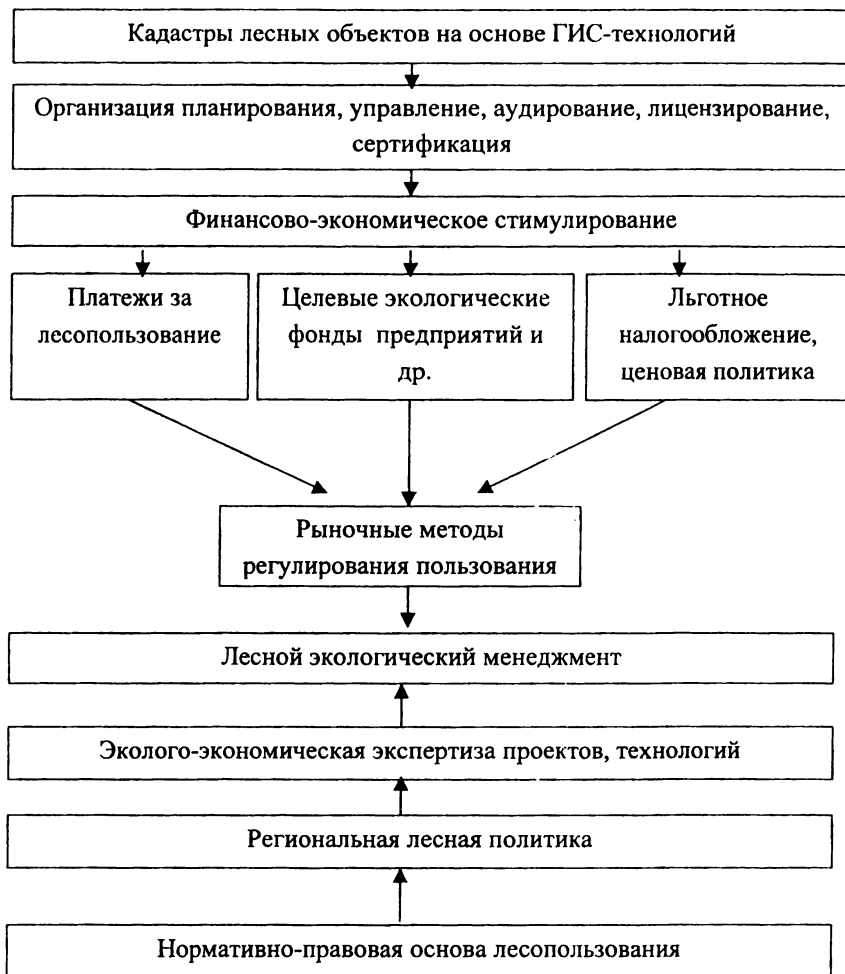 Кадастры лесных объектов на основе ГИС-технологий
Организация планирования, управление, аудирование, лицензирование,
сертификация
Финансово-экономическое стимулирование
Платежи за
лесопользование
Целевые экологические
фонды предприятий и
др.
Льготное
налогообложение,
ценовая политика
Рыночные методы
регулирования пользования
Лесной экологический менеджмент
Эколого-экономическая экспертиза проектов, технологий
Региональная лесная политика
Нормативно-правовая основа лесопользования